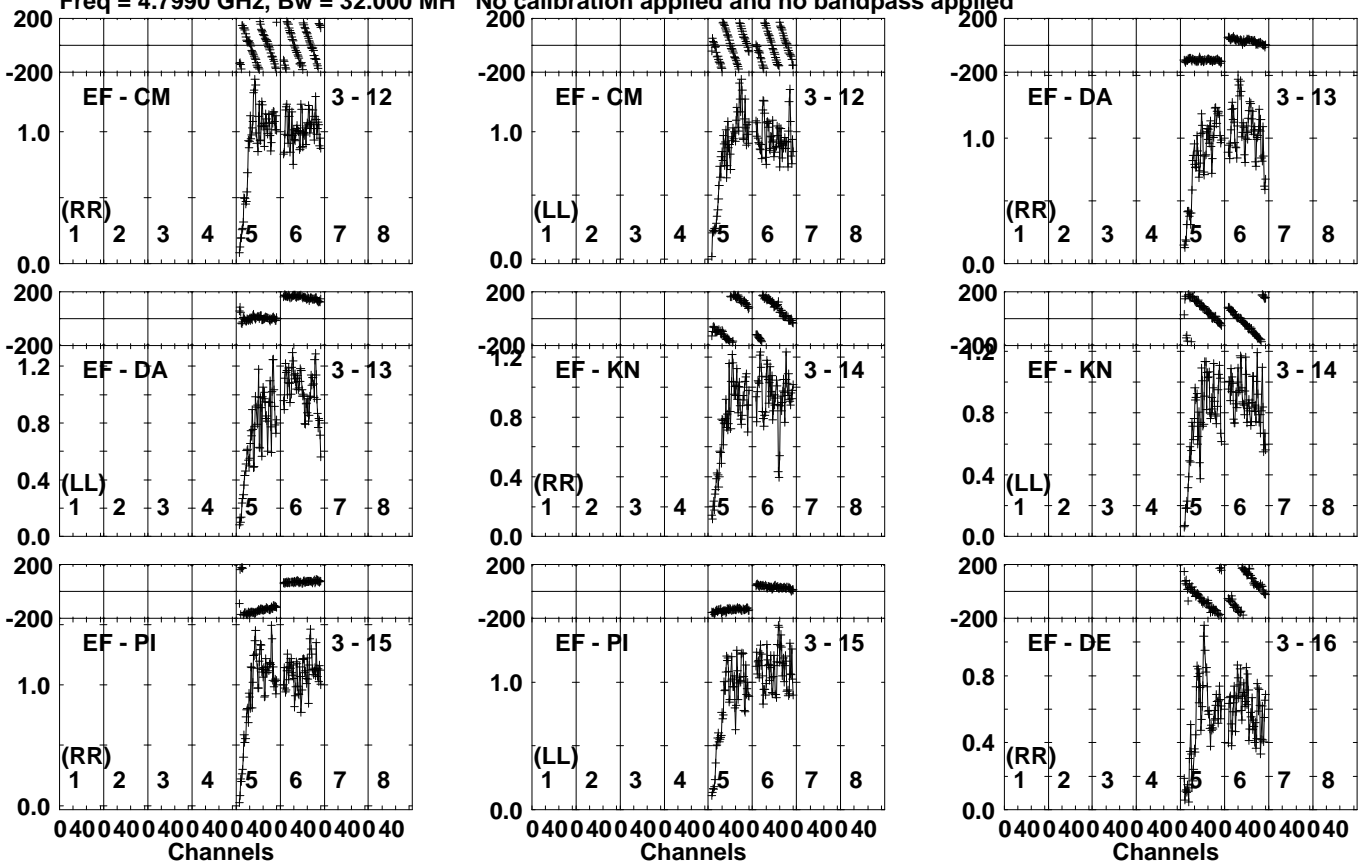 Freq = 4.7990 GHz, Bw = 32.000 MH No calibration applied and no bandpass applied
200
-200
EF - CM 3 - 12
1.0
(RR)
1 2 3 4 5 6 7 8
0.0
200
-200
EF - CM 3 - 12
1.0
(LL)
1 2 3 4 5 6 7 8
0.0
200
-200
EF - DA 3 - 13
1.0
(RR)
1 2 3 4 5 6 7 8
0.0
200
-200
1.2
EF - DA 3 - 13
0.8
0.4
(LL)
1 2 3 4 5 6 7 8
0.0
200
-200
1.2
EF - KN 3 - 14
0.8
0.4
(RR)
1 2 3 4 5 6 7 8
0.0
200
-200
1.2
EF - KN 3 - 14
0.8
0.4
(LL)
1 2 3 4 5 6 7 8
0.0
200
-200
EF - PI 3 - 15
1.0
(RR)
1 2 3 4 5 6 7 8
0.0
200
-200
EF - PI 3 - 15
1.0
(LL)
1 2 3 4 5 6 7 8
0.0
200
-200
EF - DE 3 - 16
0.8
0.4
(RR)
1 2 3 4 5 6 7 8
0.0
0 40 0 40 0 40 0 40 0 40 0 40 0 40 0 40
Channels
0 40 0 40 0 40 0 40 0 40 0 40 0 40 0 40
Channels
0 40 0 40 0 40 0 40 0 40 0 40 0 40 0 40
Channels